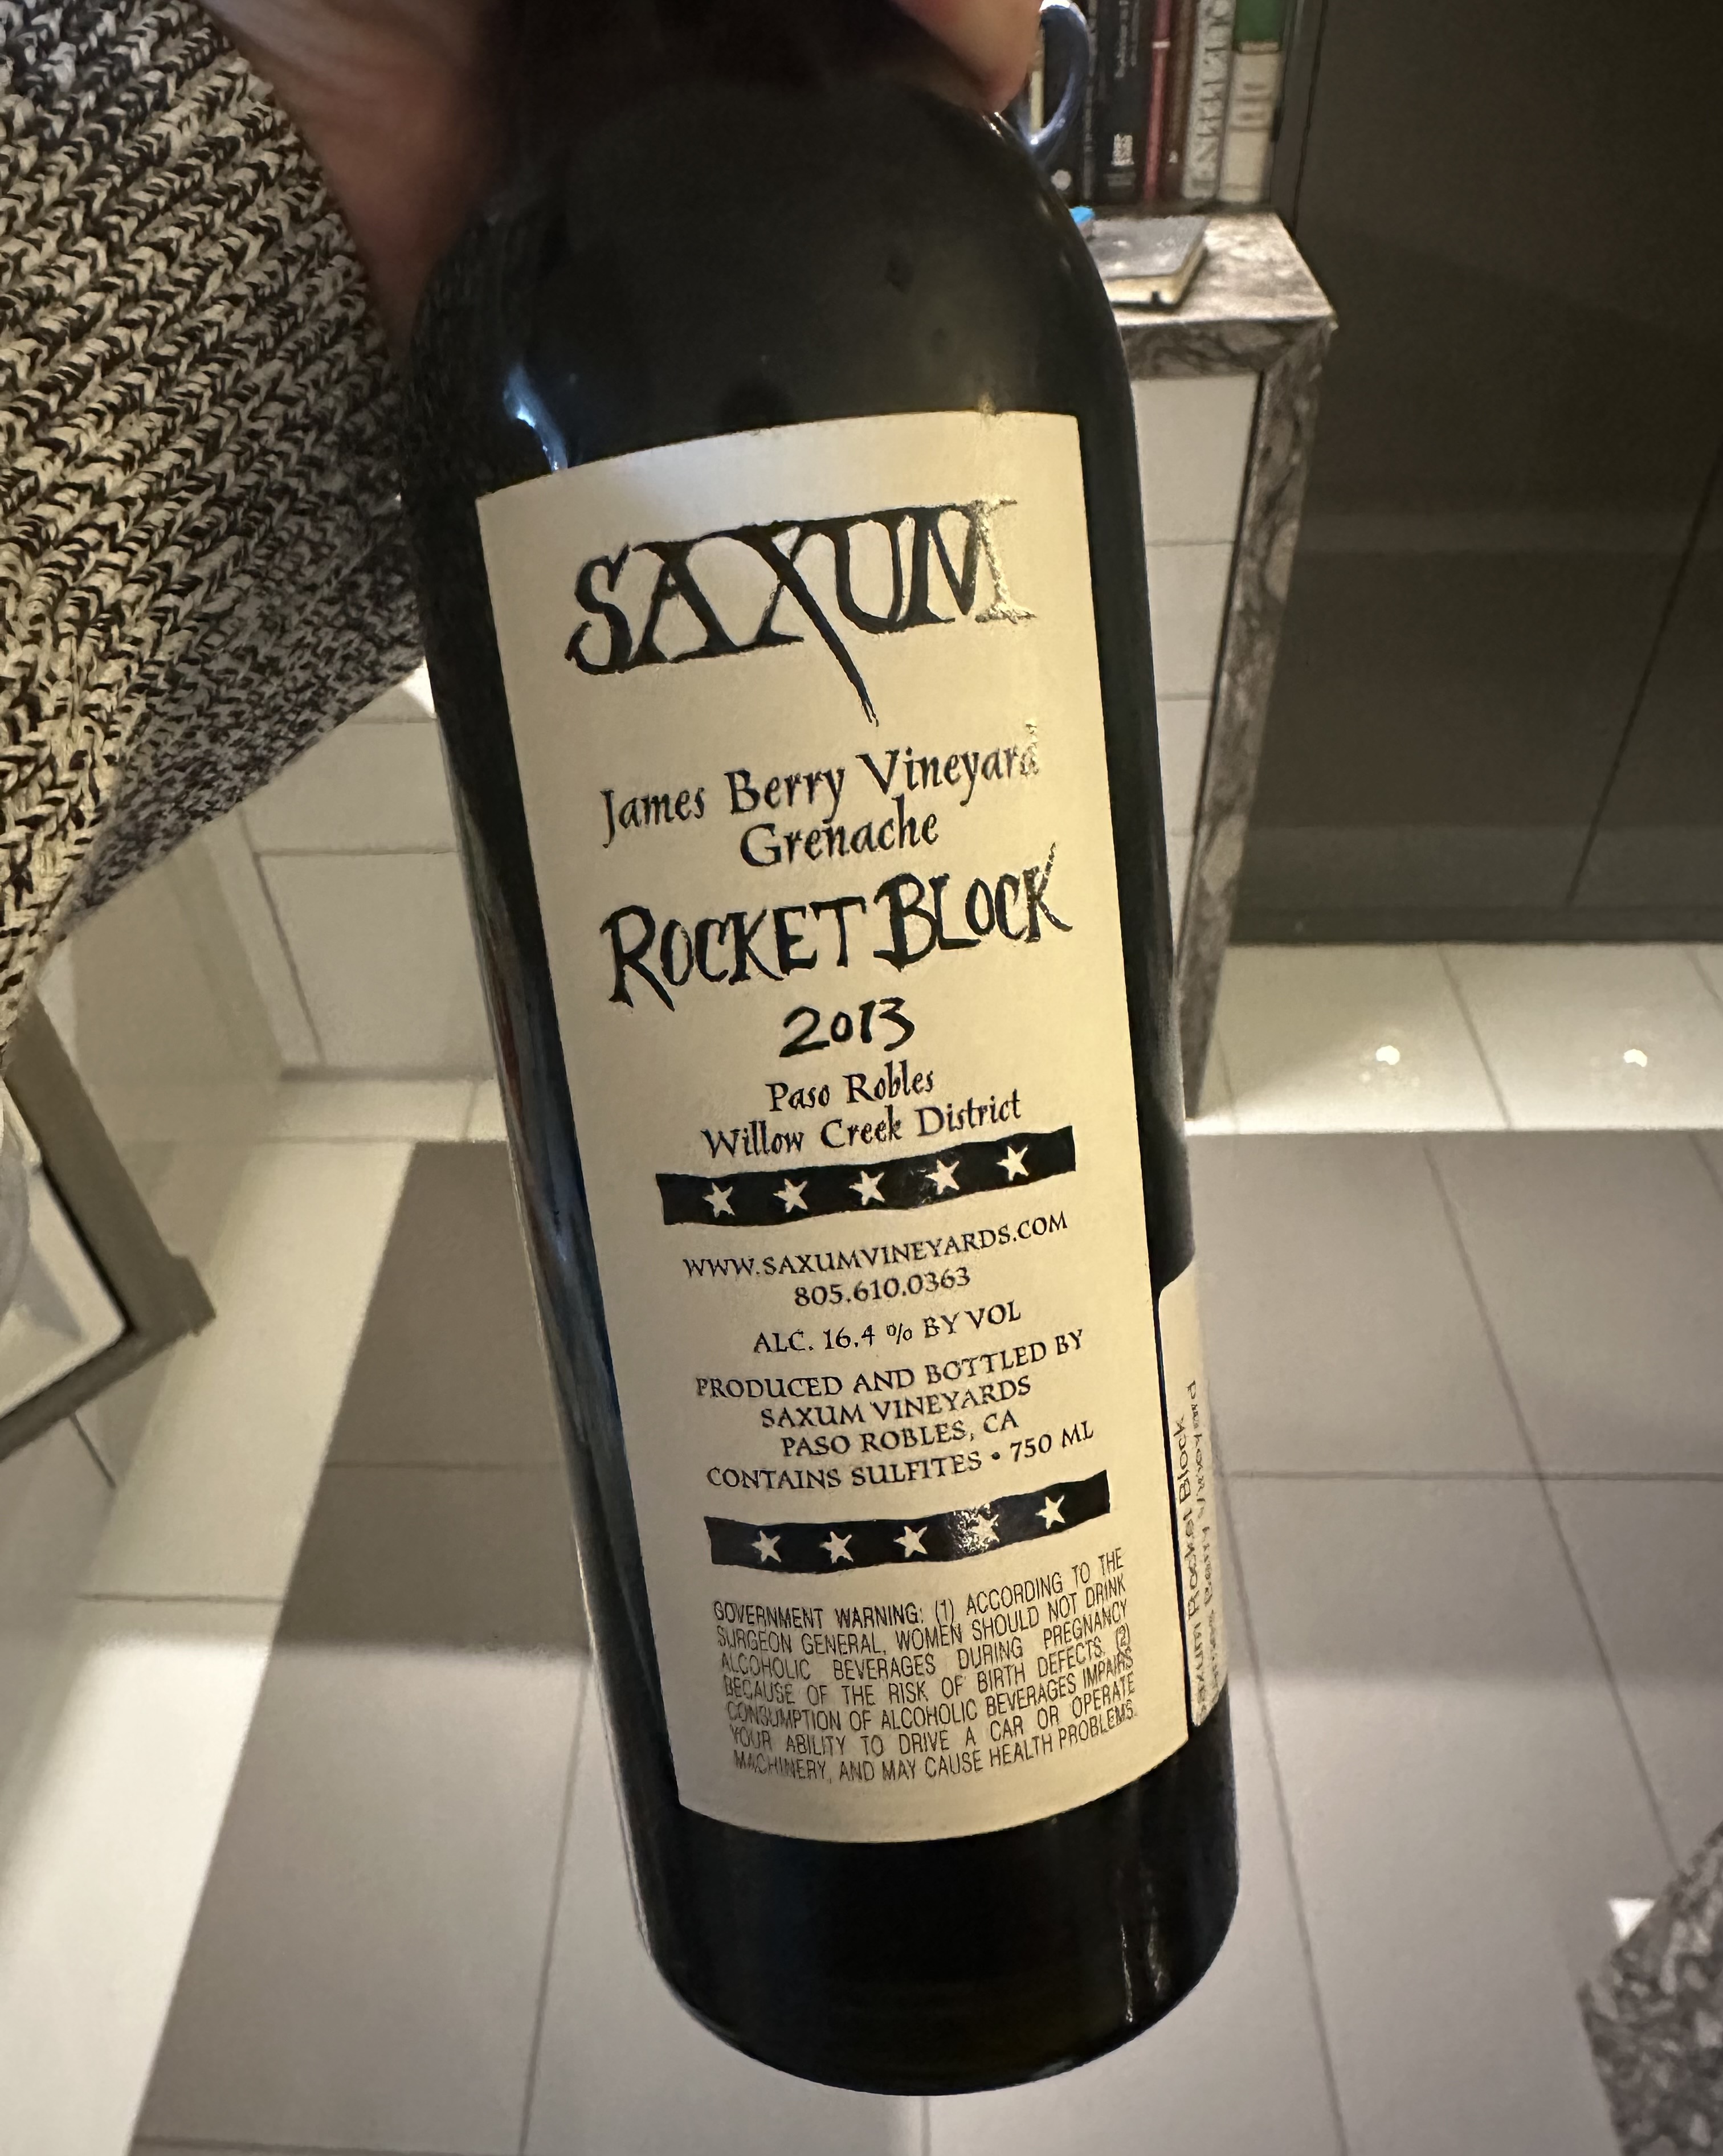 SAXUM
James Berry Vineyard
Grenache
ROCKET BLOCK
2013
Paso Robles
Willow Creek District
WWW.SAXUMVINEYARDS.COM
805.610.0363
ALC. 16.4 % BY VOL
PRODUCED AND BOTTLED BY
SAXUM VINEYARDS
PASO ROBLES, CA
CONTAINS SULFITES • 750 ML
GOVERNMENT WARNING: (1) ACCORDING TO THE
SURGEON GENERAL, WOMEN SHOULD NOT DRINK
ALCOHOLIC BEVERAGES DURING PREGNANCY
BECAUSE OF THE RISK OF BIRTH DEFECTS. (2)
CONSUMPTION OF ALCOHOLIC BEVERAGES IMPAIRS
YOUR ABILITY TO DRIVE A CAR OR OPERATE
MACHINERY, AND MAY CAUSE HEALTH PROBLEMS.
Saxum Rocket Block
James Berry Vineyard